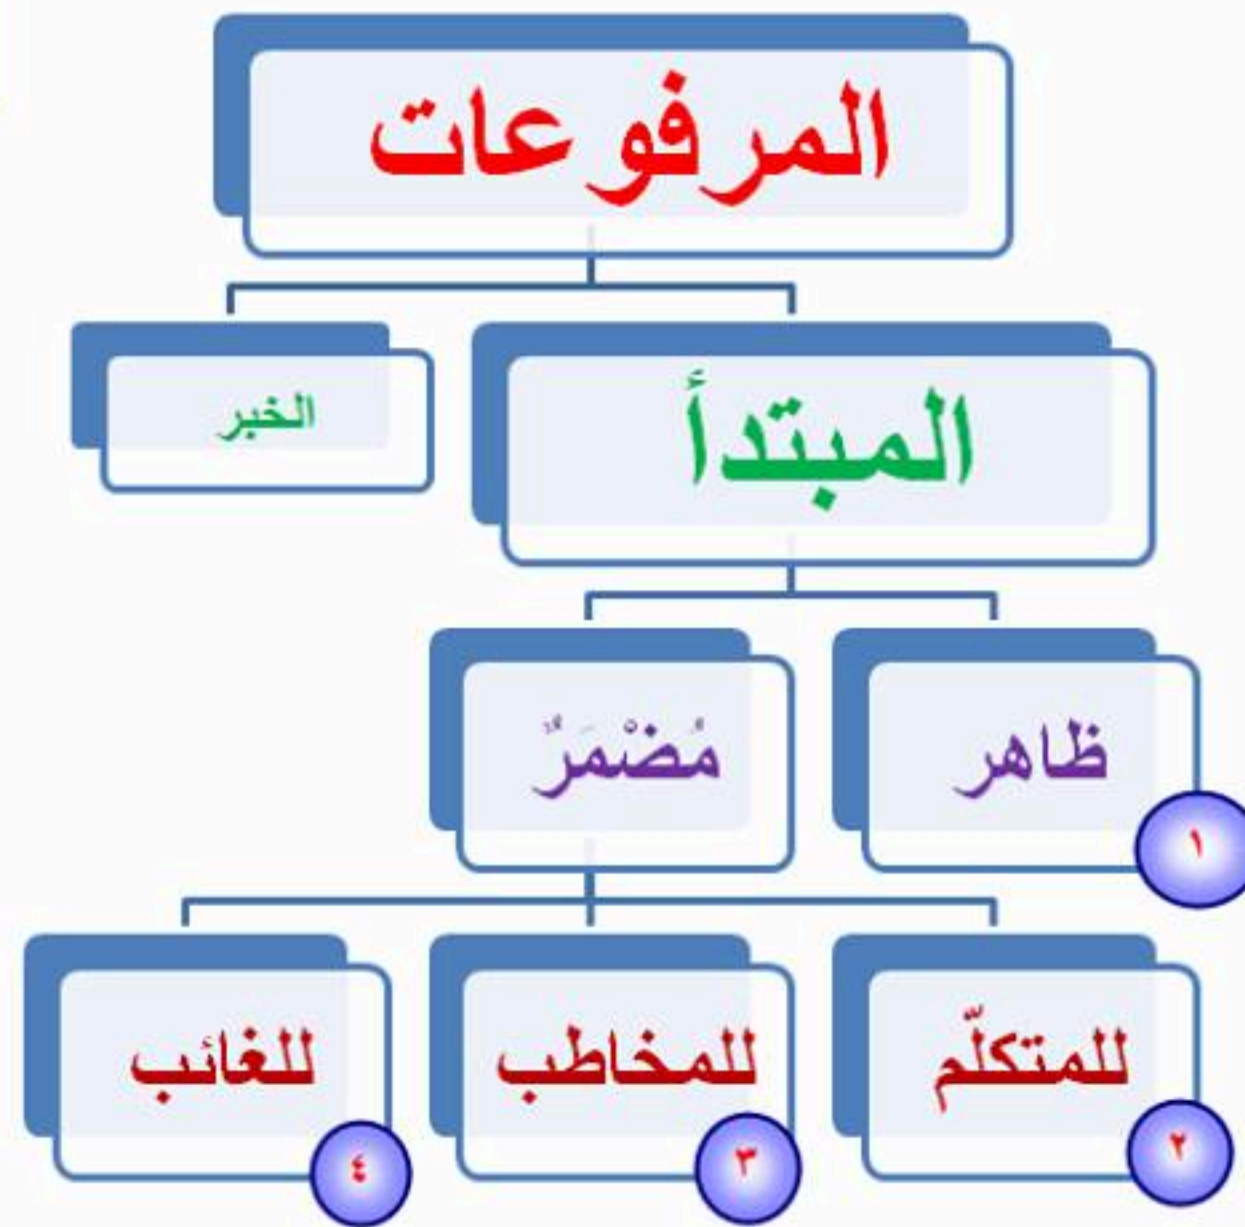 المرفوعات
المبتدأ
الخبر
ظاهر
١
مُضْمَرٌ
للمتكلّم
٢
للمخاطب
٣
للغائب
٤